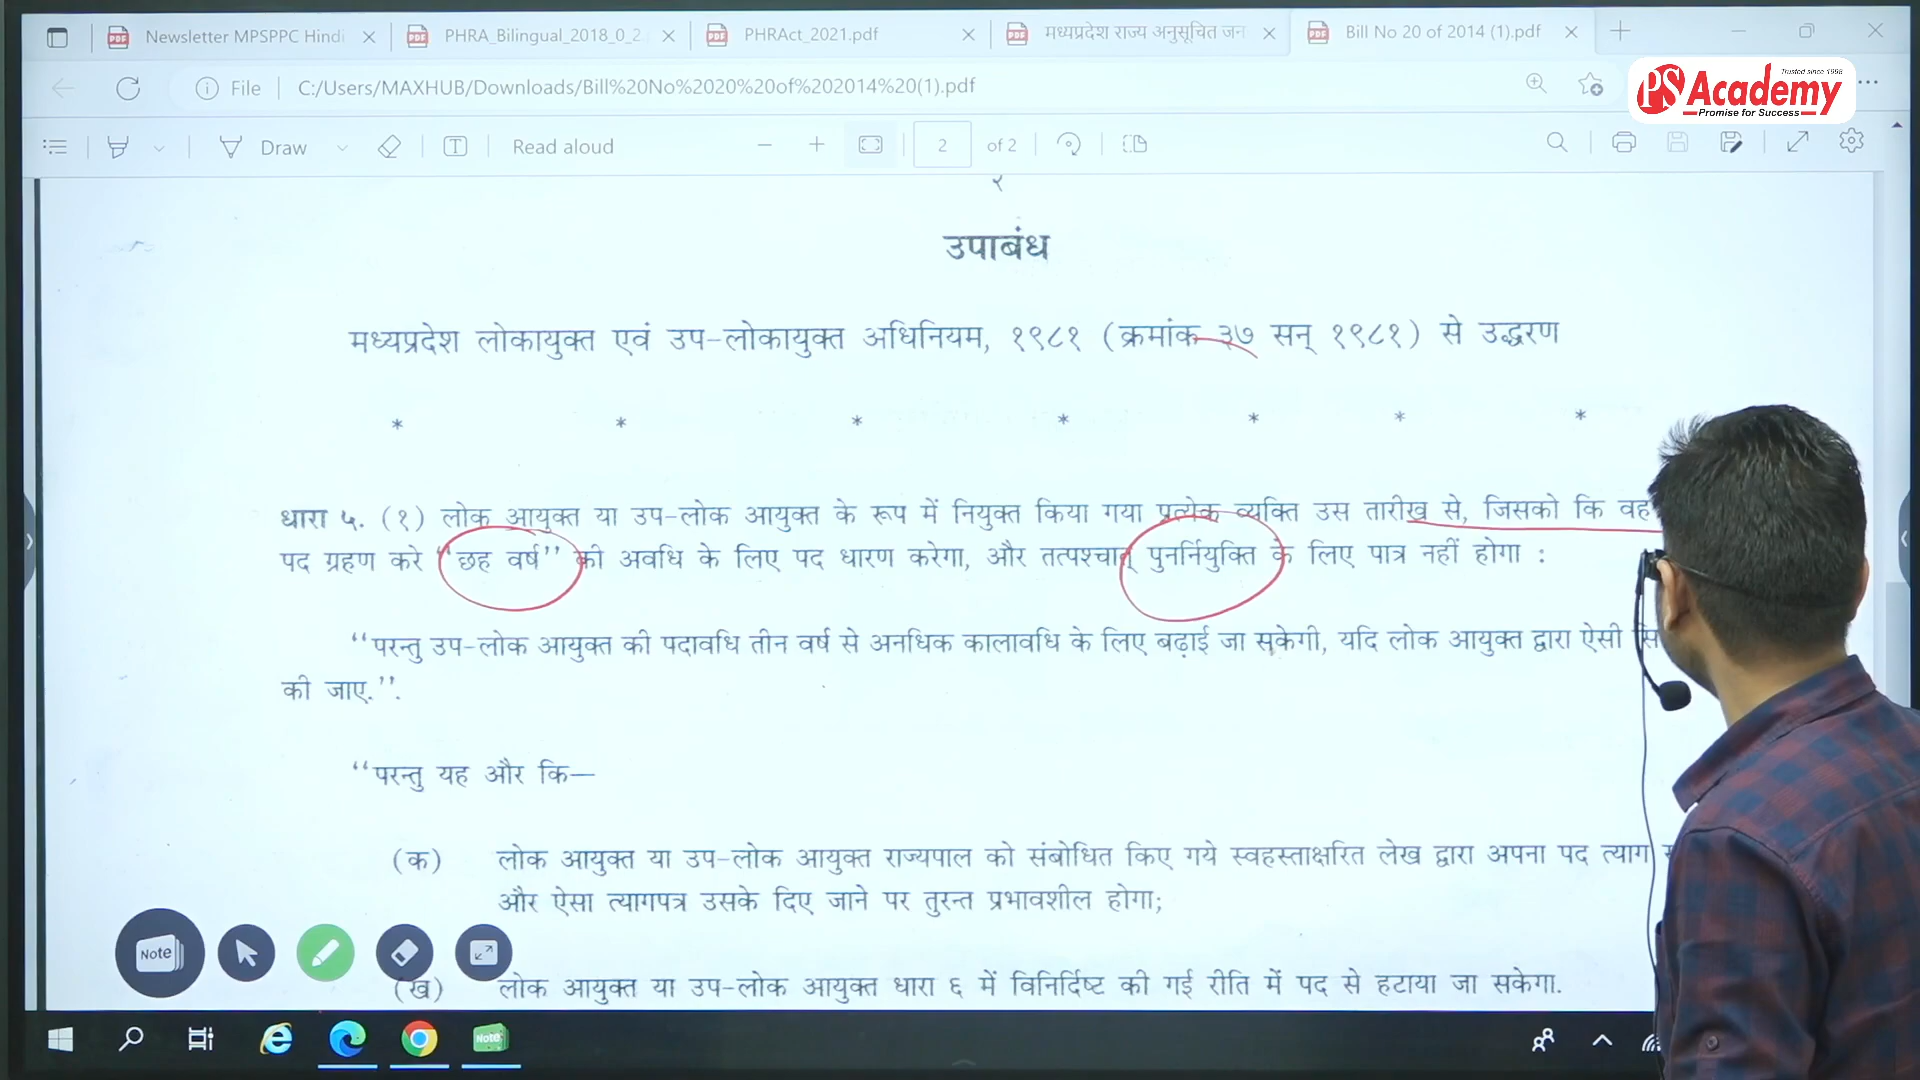 Newsletter MPSPPC Hindi
PHRA_Bilingual_2018_0_2
PHRAct_2021.pdf
मध्यप्रदेश राज्य अनुसूचित जन
Bill No 20 of 2014 (1).pdf
File
C:/Users/MAXHUB/Downloads/Bill%20No%2020%20of%202014%20(1).pdf
Trusted since 1998
PS Academy
Promise for Success
Draw
Read aloud
2 of 2
२
उपाबंध
मध्यप्रदेश लोकायुक्त एवं उप-लोकायुक्त अधिनियम, १९८१ (क्रमांक ३७ सन् १९८१) से उद्धरण
* * * * * * *
धारा ५. (१) लोक आयुक्त या उप-लोक आयुक्त के रूप में नियुक्त किया गया प्रत्येक व्यक्ति उस तारीख से, जिसको कि वह
पद ग्रहण करे ‘‘छह वर्ष’’ की अवधि के लिए पद धारण करेगा, और तत्पश्चात् पुनर्नियुक्ति के लिए पात्र नहीं होगा :
‘‘परन्तु उप-लोक आयुक्त की पदावधि तीन वर्ष से अनधिक कालावधि के लिए बढ़ाई जा सकेगी, यदि लोक आयुक्त द्वारा ऐसी
की जाए.’’.
‘‘परन्तु यह और कि—
(क) लोक आयुक्त या उप-लोक आयुक्त राज्यपाल को संबोधित किए गये स्वहस्ताक्षरित लेख द्वारा अपना पद त्याग
और ऐसा त्यागपत्र उसके दिए जाने पर तुरन्त प्रभावशील होगा;
(ख) लोक आयुक्त या उप-लोक आयुक्त धारा ६ में विनिर्दिष्ट की गई रीति में पद से हटाया जा सकेगा.
Note
Note